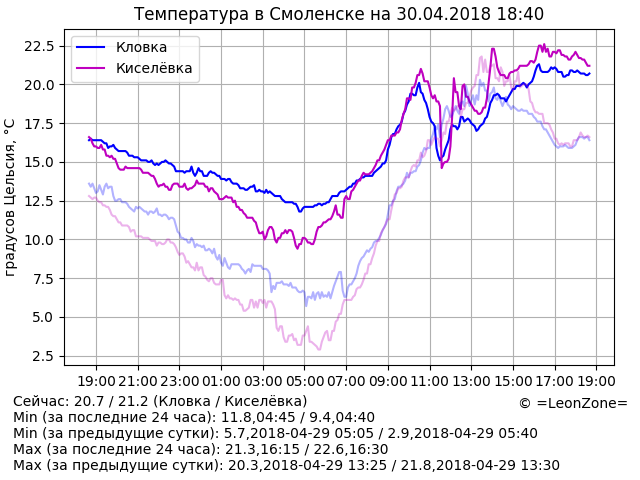 Температура в Смоленске на 30.04.2018 18:40
градусов Цельсия, °C
22.5
20.0
17.5
15.0
12.5
10.0
7.5
5.0
2.5
Кловка
Киселёвка
19:00 21:00 23:00 01:00 03:00 05:00 07:00 09:00 11:00 13:00 15:00 17:00 19:00
Сейчас: 20.7 / 21.2 (Кловка / Киселёвка)
© =LeonZone=
Min (за последние 24 часа): 11.8,04:45 / 9.4,04:40
Min (за предыдущие сутки): 5.7,2018-04-29 05:05 / 2.9,2018-04-29 05:40
Max (за последние 24 часа): 21.3,16:15 / 22.6,16:30
Max (за предыдущие сутки): 20.3,2018-04-29 13:25 / 21.8,2018-04-29 13:30